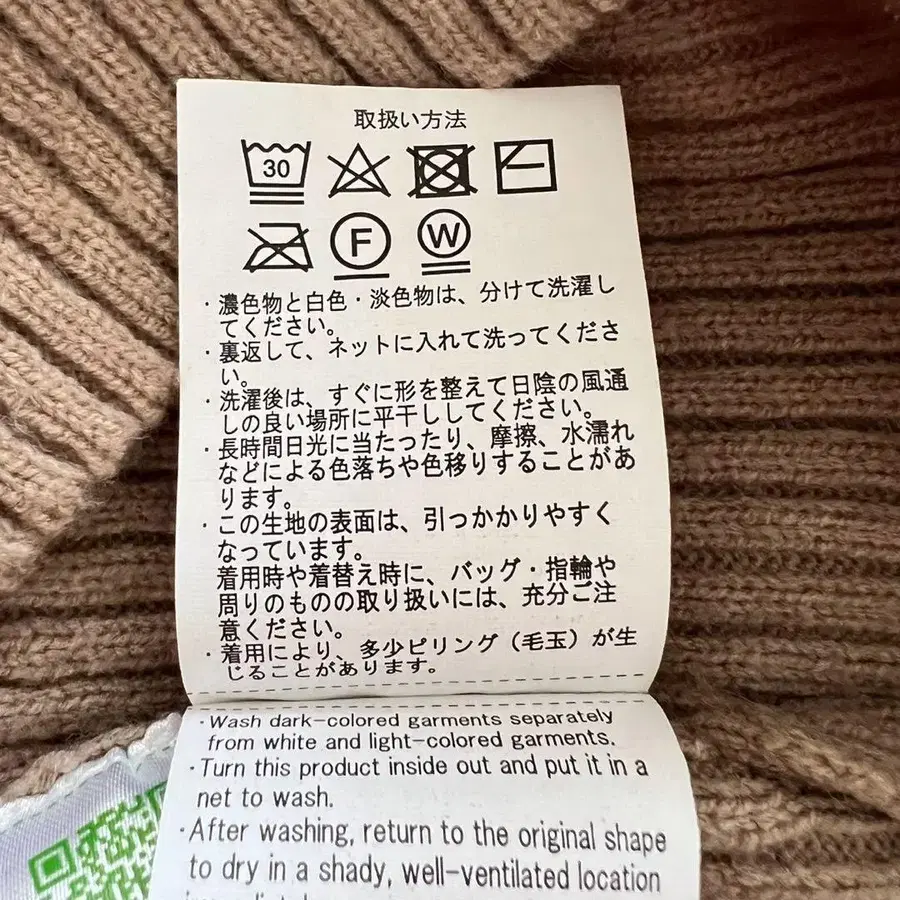 取扱い方法
30
F W
・濃色物と白色・淡色物は、分けて洗濯し
てください。
・裏返して、ネットに入れて洗ってくださ
い。
・洗濯後は、すぐに形を整えて日陰の風通
しの良い場所に平干ししてください。
・長時間日光に当たったり、摩擦、水濡れ
などによる色落ちや色移りすることがあ
ります。
・この生地の表面は、引っかかりやすく
なっています。
着用時や着替え時に、バッグ・指輪や
周りのものの取り扱いには、充分ご注
意ください。
・着用により、多少ピリング（毛玉）が生
じることがあります。
・Wash dark-colored garments separately
from white and light-colored garments.
・Turn this product inside out and put it in a
net to wash.
・After washing, return to the original shape
to dry in a shady, well-ventilated location